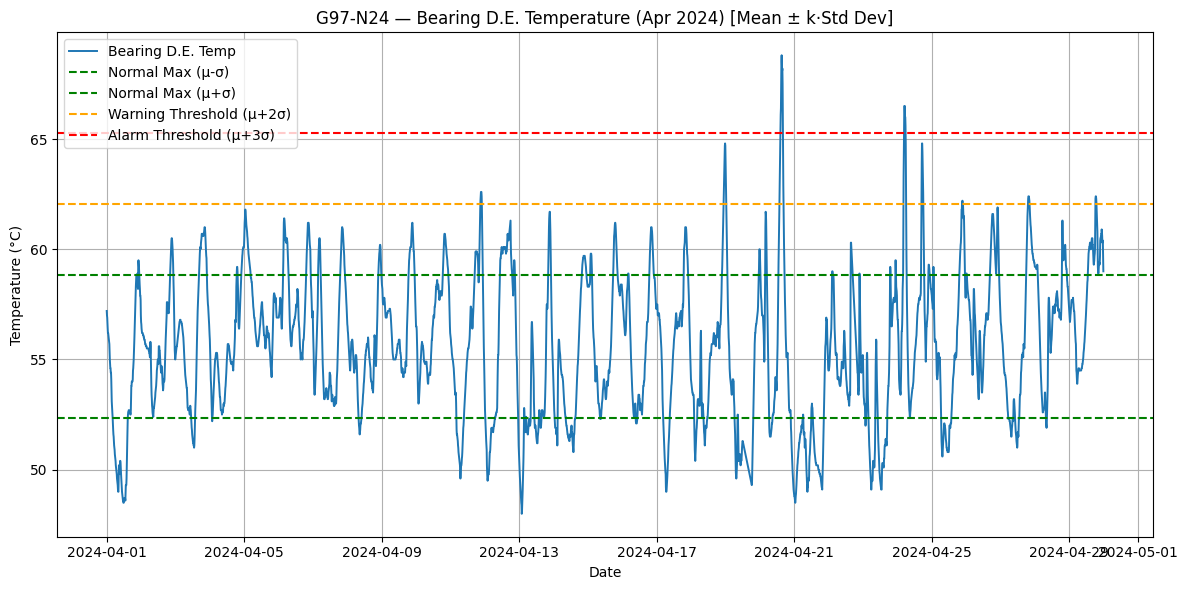 G97-N24 — Bearing D.E. Temperature (Apr 2024) [Mean ± k·Std Dev]
Bearing D.E. Temp
Normal Max (μ-σ)
Normal Max (μ+σ)
Warning Threshold (μ+2σ)
Alarm Threshold (μ+3σ)
Temperature (°C)
65
60
55
50
2024-04-01 2024-04-05 2024-04-09 2024-04-13 2024-04-17 2024-04-21 2024-04-25 2024-04-29 2024-05-01
Date